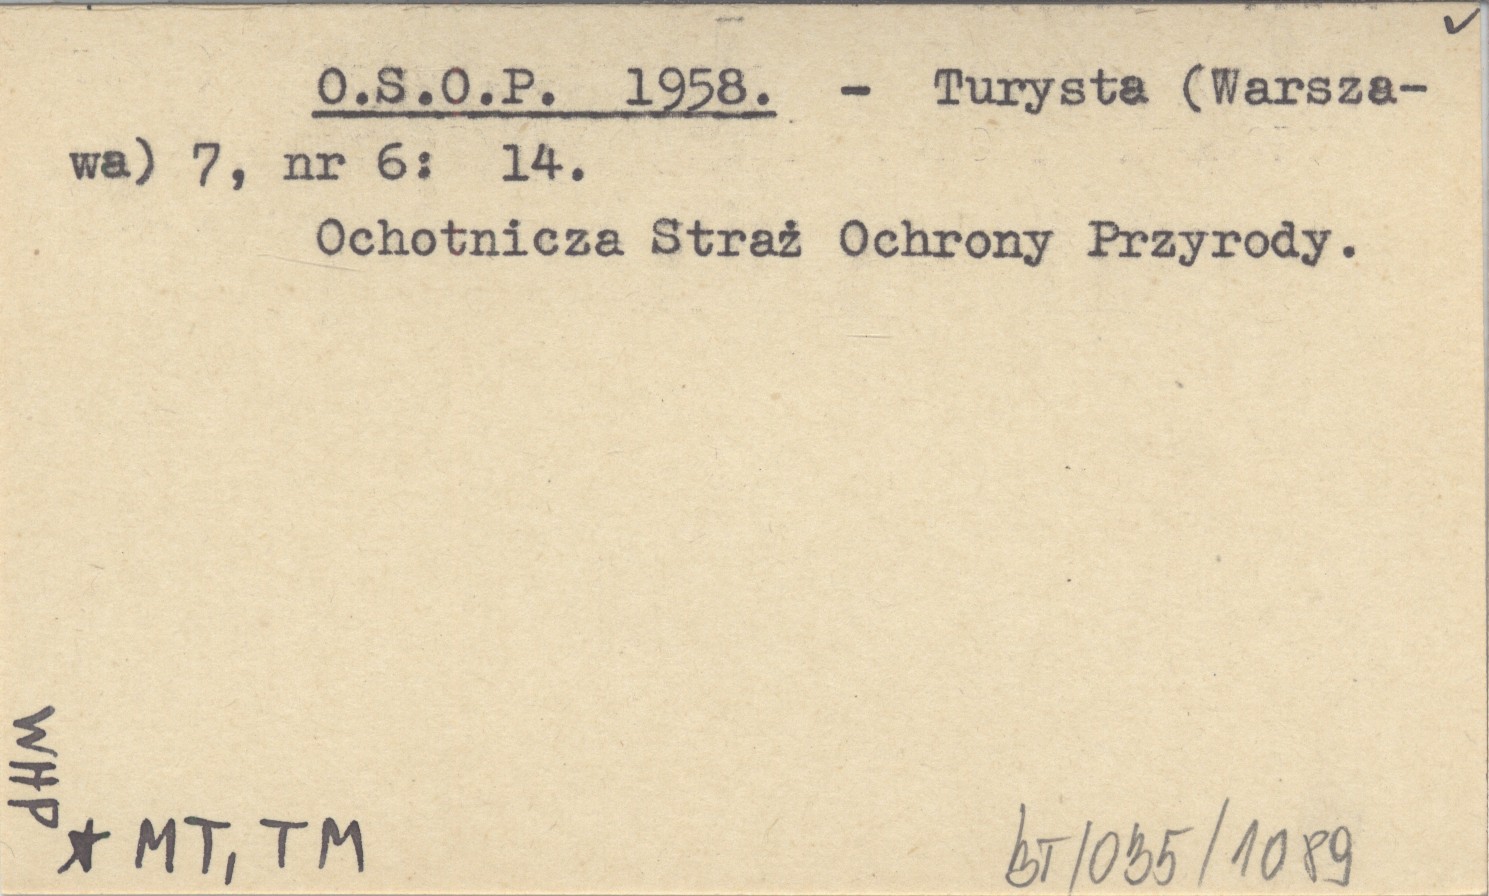 ✓
O.S.O.P. 1958. - Turysta (Warsza-
wa) 7, nr 6: 14.
Ochotnicza Straż Ochrony Przyrody.
WHP
★ MT, TM
BT/035/1089